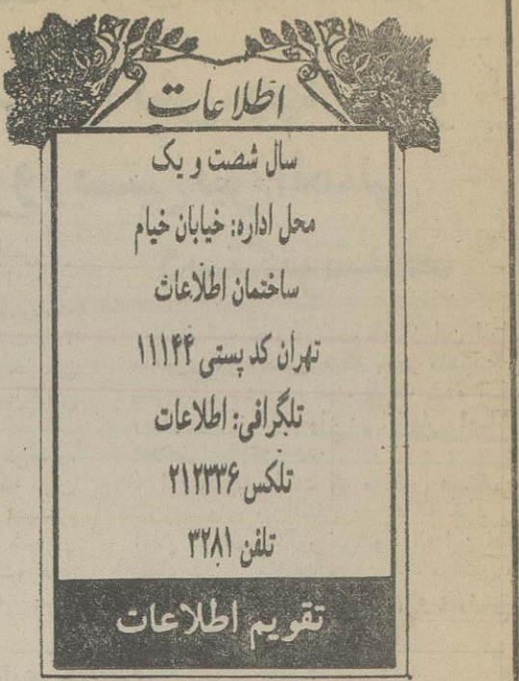 اطلاعات
سال شصت و یک
محل اداره: خیابان خیام
ساختمان اطلاعات
تهران کد پستی ۱۱۱۴۴
تلگرافی: اطلاعات
تلکس ۲۱۲۳۳۶
تلفن ۳۲۸۱
تقویم اطلاعات